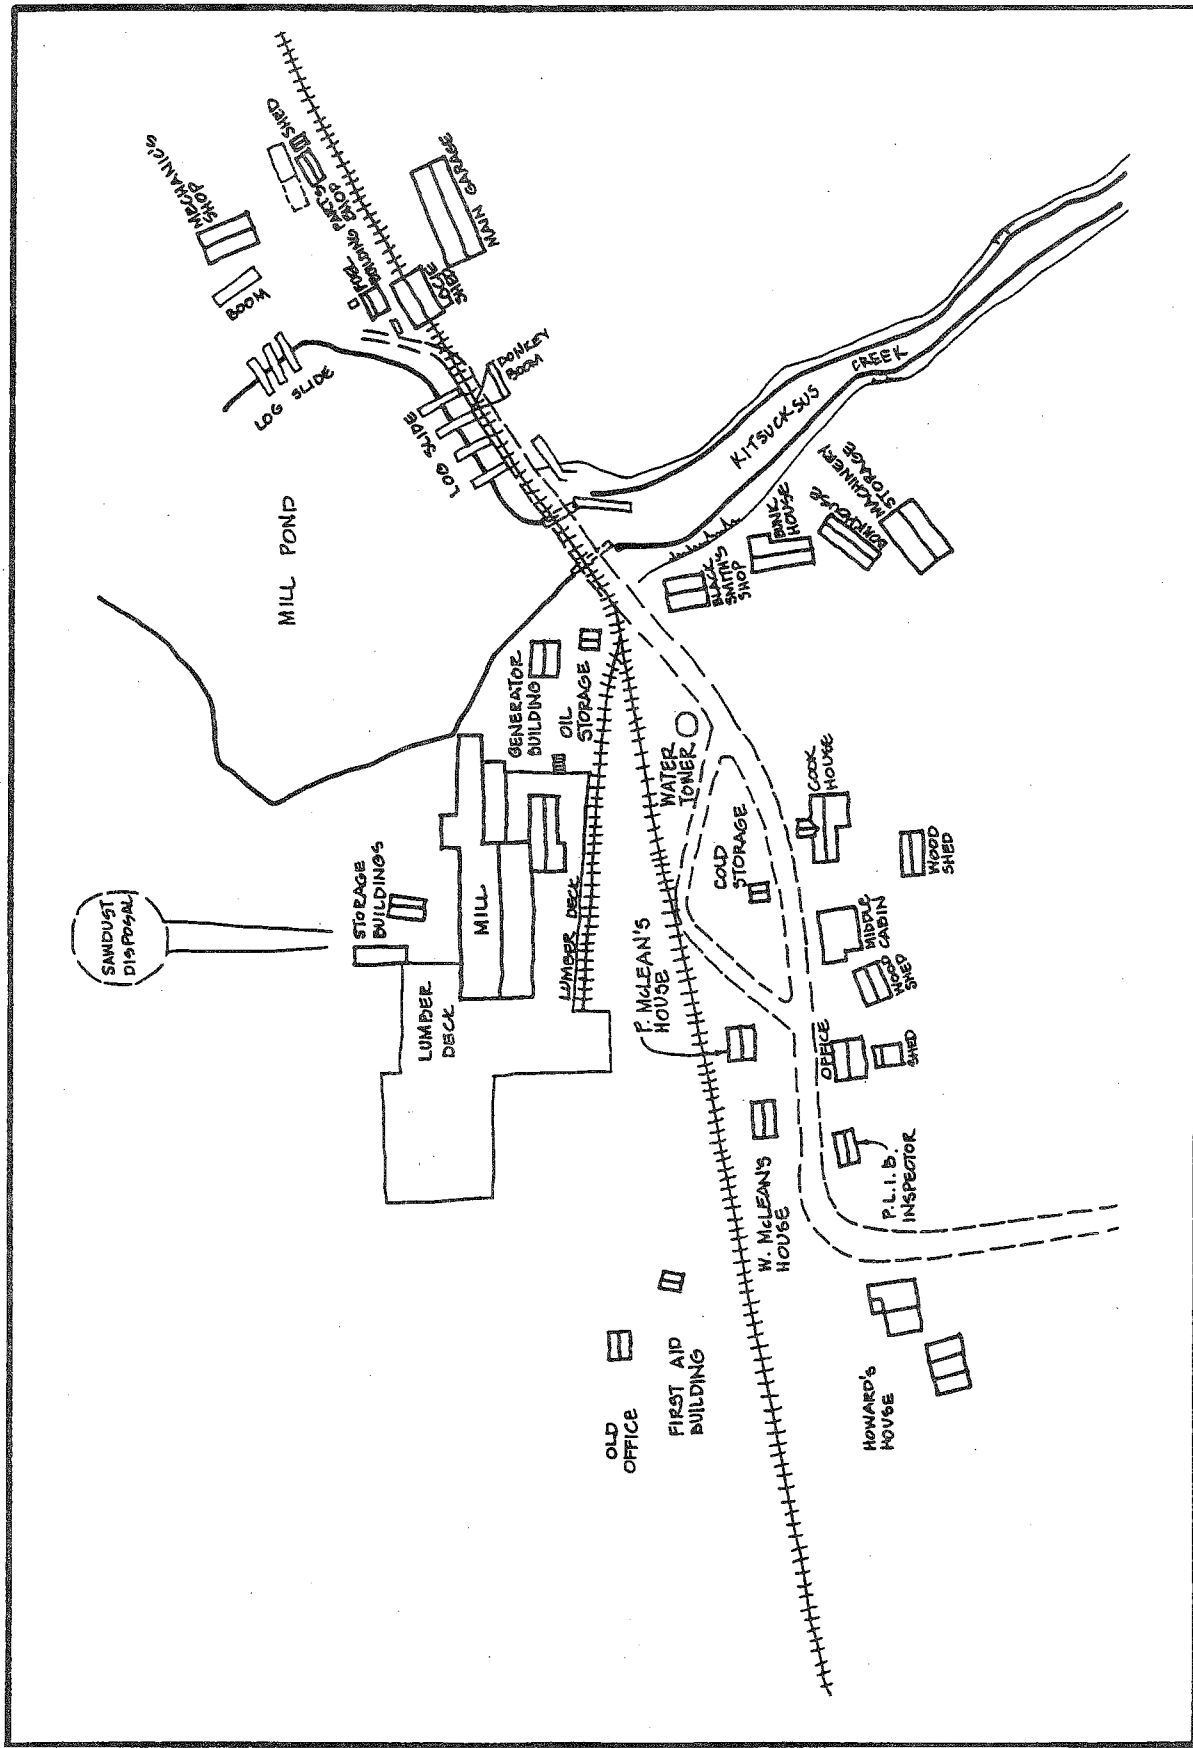 MECHANIC'S
SHOP
SHED
PARTS
SHOP
FUEL
BUILDING
BOOM
MAIN GARAGE
LOCIE
SHED
LOG SLIDE
LOG SLIDE
DONKEY
BOOM
KITSUCKSUS
CREEK
MILL POND
MACHINERY
STORAGE
BUNKHOUSE
BUNK
HOUSE
BLACK
SMITH'S
SHOP
GENERATOR
BUILDING
OIL
STORAGE
WATER
TOWER
COOK
HOUSE
WOOD
SHED
COLD
STORAGE
MIDDLE
CABIN
WOOD
SHED
STORAGE
BUILDINGS
MILL
LUMBER DECK
SAWDUST
DISPOSAL
LUMBER
DECK
P. McLEAN'S
HOUSE
OFFICE
SHED
W. McLEAN'S
HOUSE
P.L.I.B.
INSPECTOR
FIRST AID
BUILDING
OLD
OFFICE
HOWARD'S
HOUSE